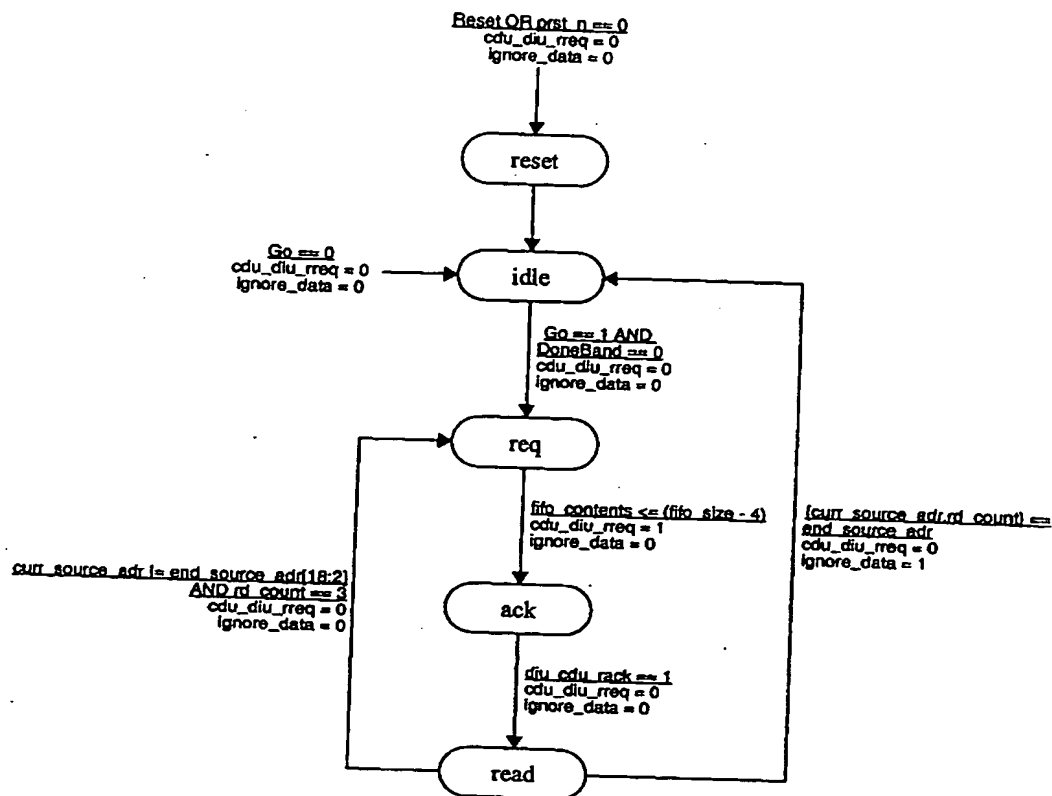 Reset OR prst_n == 0
cdu_diu_rreq = 0
ignore_data = 0
reset
Go == 0
cdu_diu_rreq = 0
ignore_data = 0
idle
Go == 1 AND
DoneBand == 0
cdu_diu_rreq = 0
ignore_data = 0
req
fifo_contents <= (fifo_size - 4)
cdu_diu_rreq = 1
ignore_data = 0
{curr_source_adr,rd_count} ==
end_source_adr
cdu_diu_rreq = 0
ignore_data = 1
curr_source_adr != end_source_adr[18:2]
AND rd_count == 3
cdu_diu_rreq = 0
ignore_data = 0
ack
diu_cdu_rack == 1
cdu_diu_rreq = 0
ignore_data = 0
read